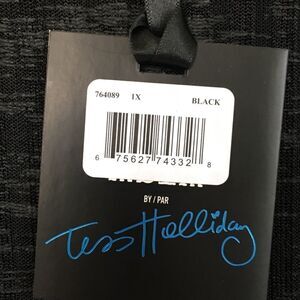 764089 1X BLACK
6 75627 74332 8
BY / PAR
Tess Holliday